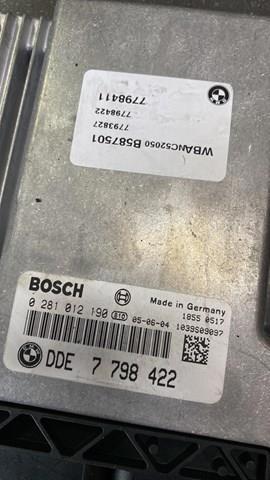 WBANC52050 B587501
7793827
7798422
7798411
BOSCH
Made in Germany
0 281 012 190
1855 0517
05-06-04 1039S09097
DDE 7 798 422